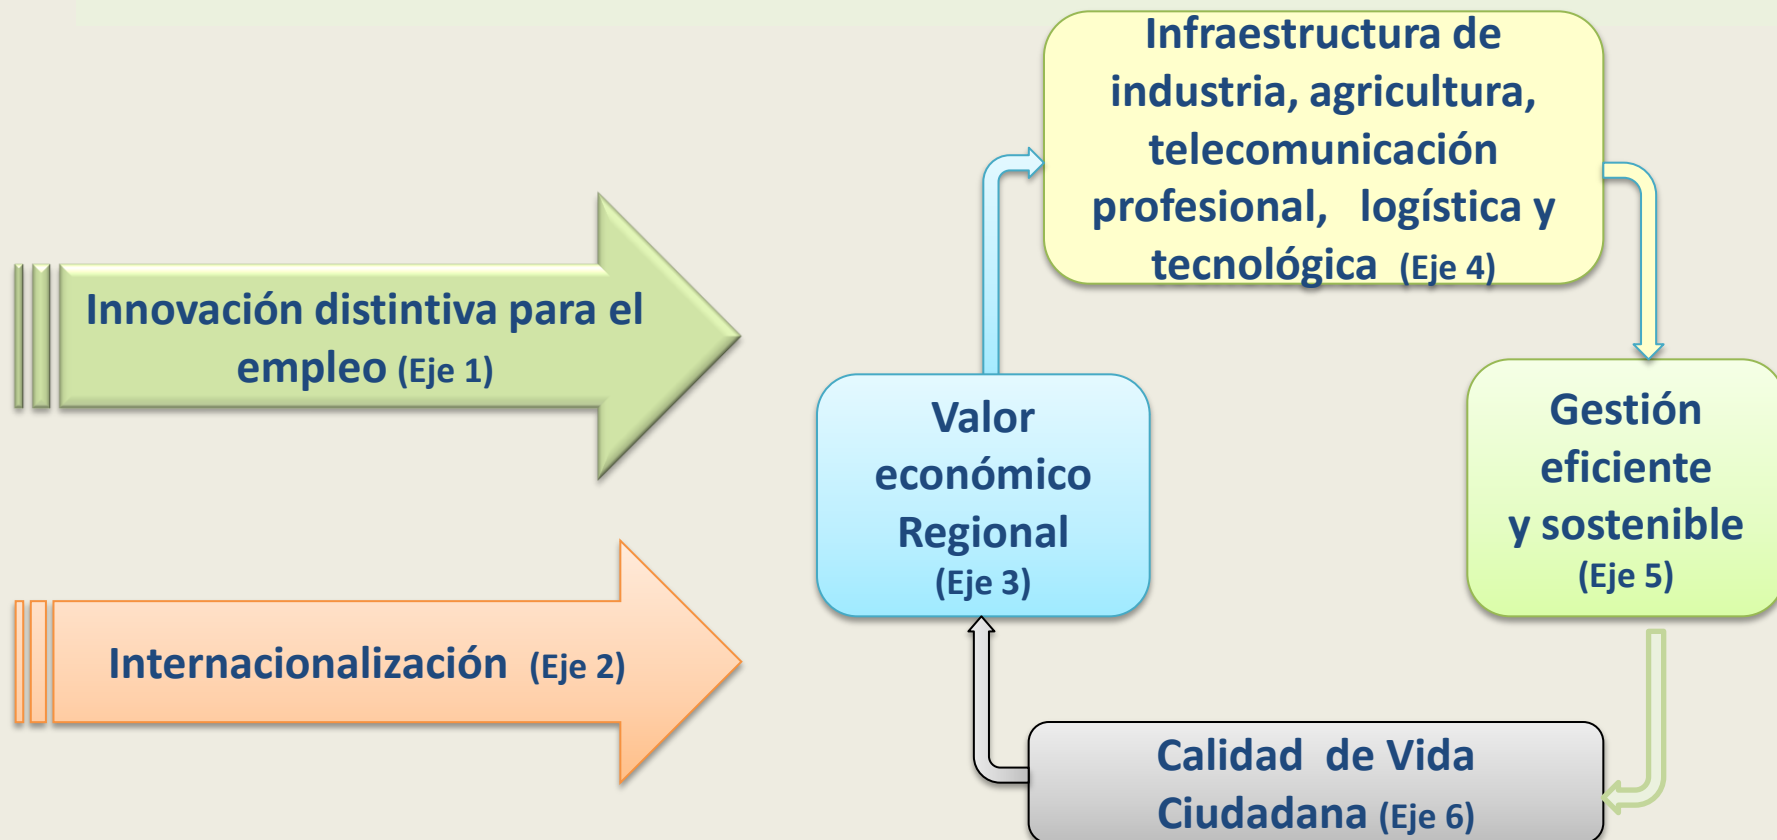 Innovación distintiva para el
empleo (Eje 1)
Internacionalización (Eje 2)
Valor
económico
Regional
(Eje 3)
Infraestructura de
industria, agricultura,
telecomunicación
profesional, logística y
tecnológica (Eje 4)
Gestión
eficiente
y sostenible
(Eje 5)
Calidad de Vida
Ciudadana (Eje 6)